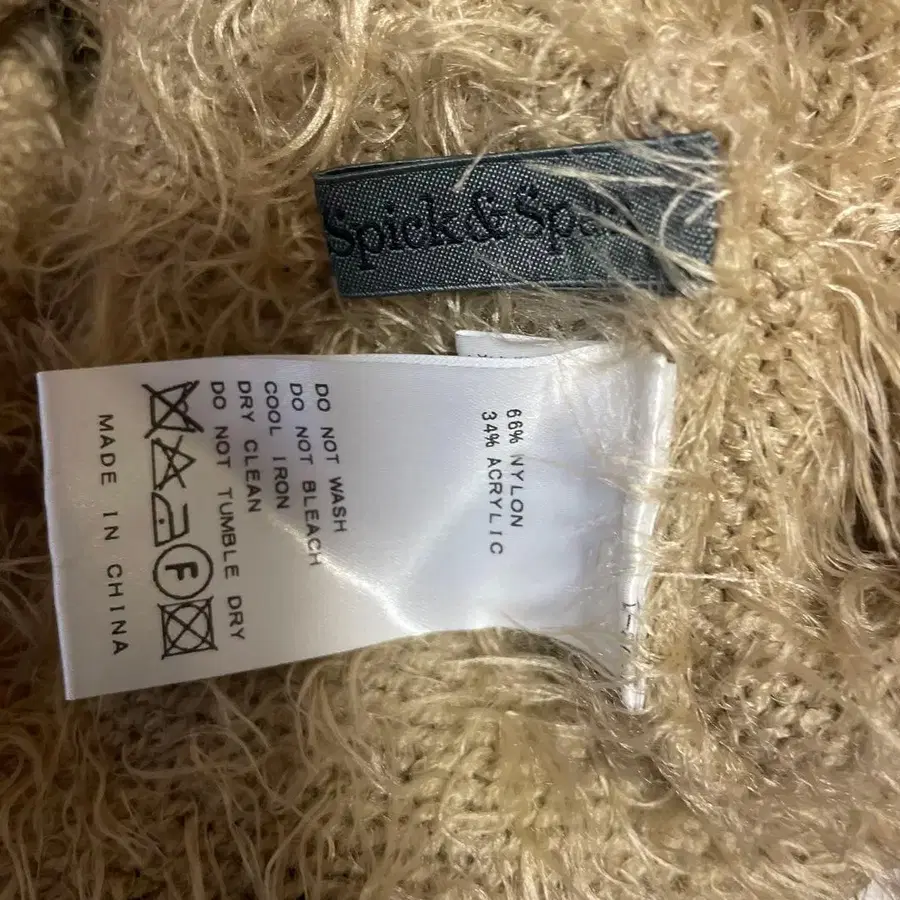 Spick & Span
66% NYLON
34% ACRYLIC
DO NOT WASH
DO NOT BLEACH
COOL IRON
DRY CLEAN
DO NOT TUMBLE DRY
F
MADE IN CHINA